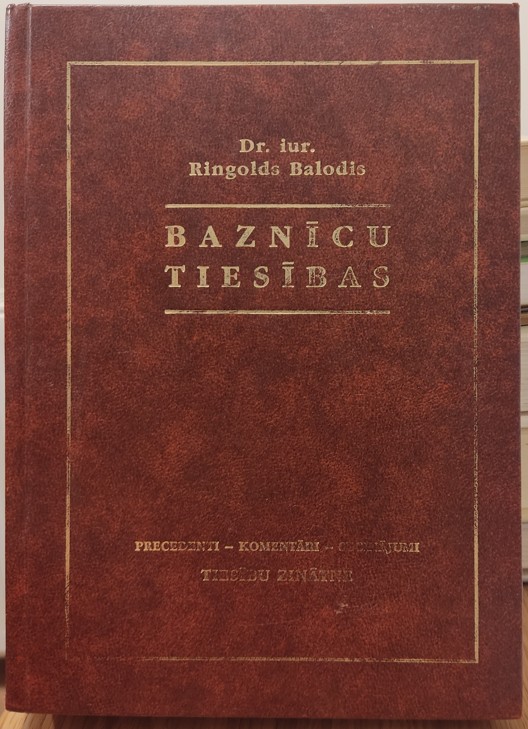 Dr. iur.
Ringolds Balodis
BAZNĪCU
TIESĪBAS
PRECEDENTI – KOMENTĀRI –
TIESĪBU ZINĀTNE